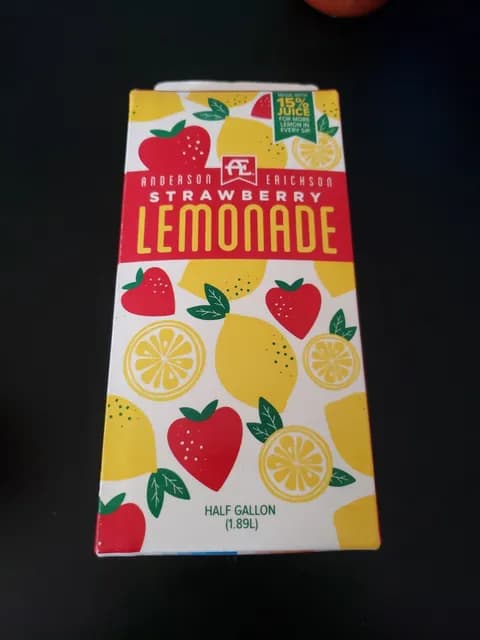 MADE WITH
15%
JUICE
FOR MORE
LEMON IN
EVERY SIP
AE
ANDERSON ERICKSON
STRAWBERRY
LEMONADE
HALF GALLON
(1.89L)